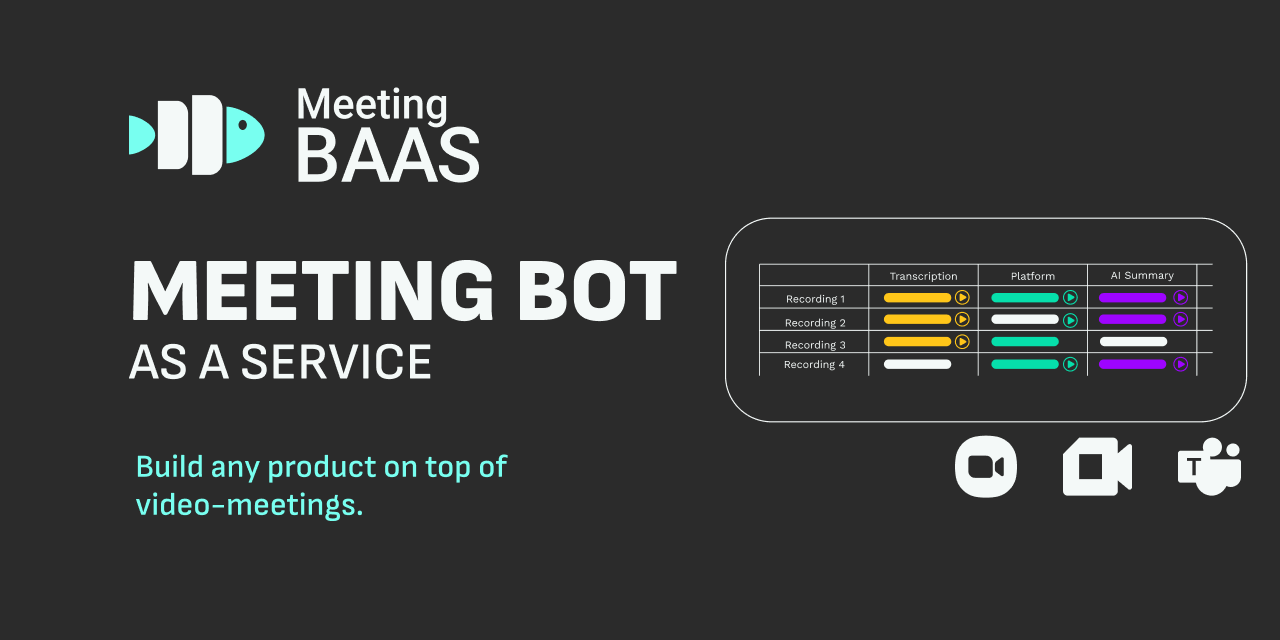 Meeting
BAAS
MEETING BOT
AS A SERVICE
Build any product on top of
video-meetings.
Transcription Platform AI Summary
Recording 1
Recording 2
Recording 3
Recording 4
T